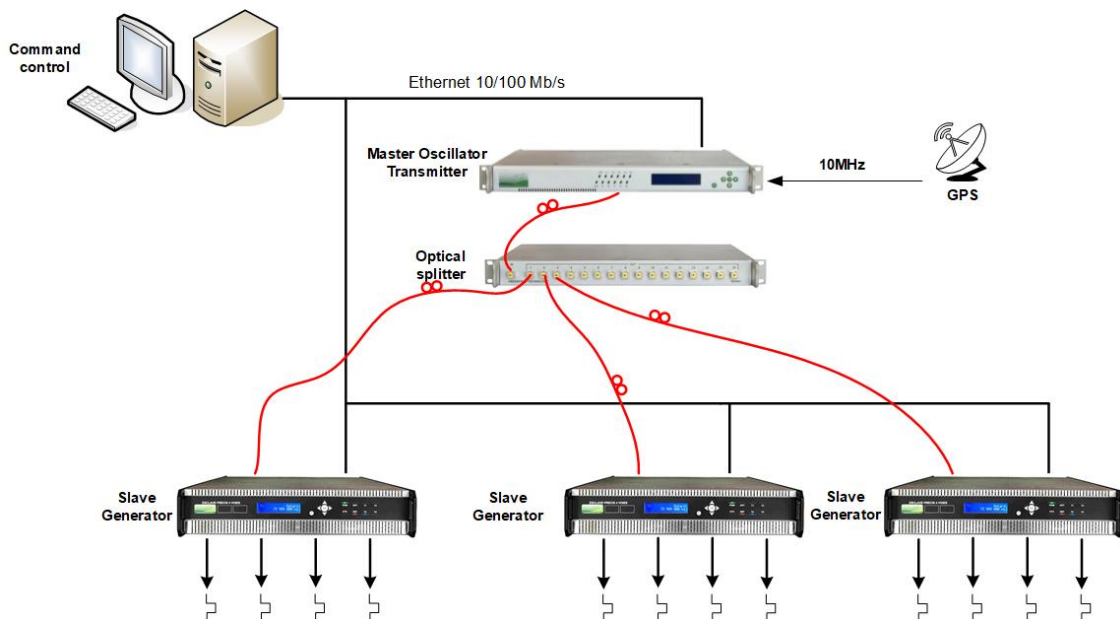 Command
control
Ethernet 10/100 Mb/s
Master Oscillator
Transmitter
10MHz
GPS
Optical
splitter
Slave
Generator
Slave
Generator
Slave
Generator